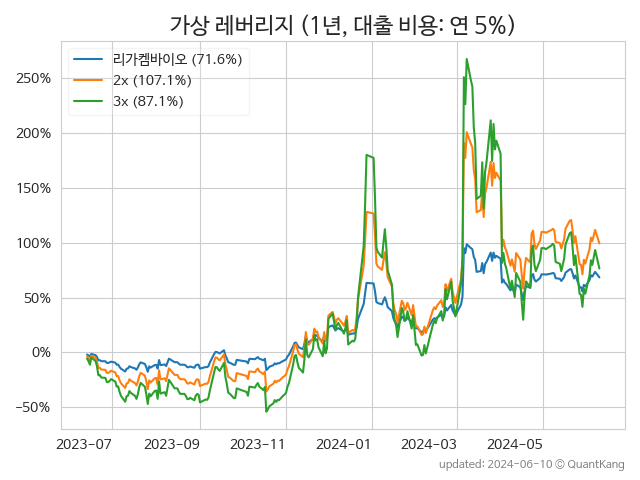 가상 레버리지 (1년, 대출 비용: 연 5%)
리가켐바이오 (71.6%)
2x (107.1%)
3x (87.1%)
250%
200%
150%
100%
50%
0%
−50%
2023-07
2023-09
2023-11
2024-01
2024-03
2024-05
updated: 2024-06-10 © QuantKang